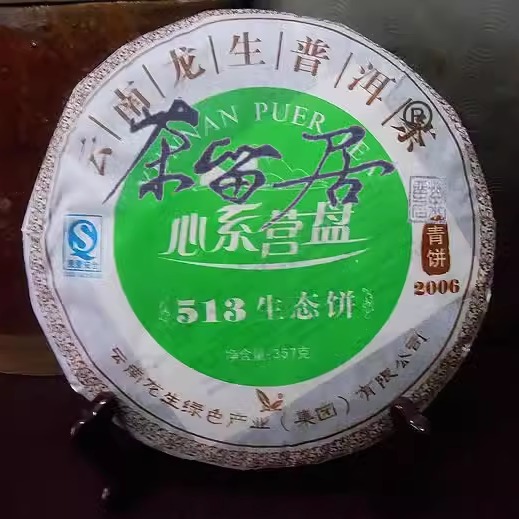 云南龙生普洱茶
YUNNAN PUER TEA
茶留居
心系营盘
513生态饼
净含量:357克
青饼
2006
云南龙生绿色产业(集团)有限公司